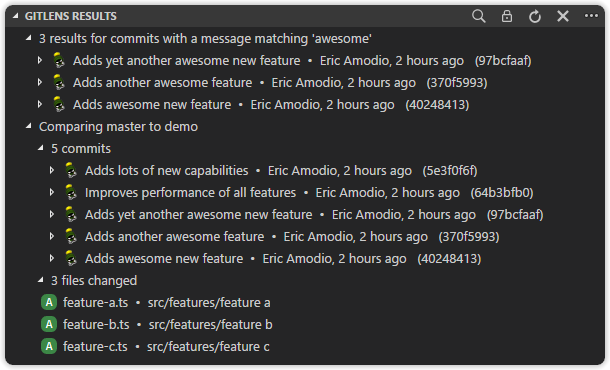 GITLENS RESULTS
3 results for commits with a message matching 'awesome'
Adds yet another awesome new feature • Eric Amodio, 2 hours ago (97bcfaaf)
Adds another awesome feature • Eric Amodio, 2 hours ago (370f5993)
Adds awesome new feature • Eric Amodio, 2 hours ago (40248413)
Comparing master to demo
5 commits
Adds lots of new capabilities • Eric Amodio, 2 hours ago (5e3f0f6f)
Improves performance of all features • Eric Amodio, 2 hours ago (64b3bfb0)
Adds yet another awesome new feature • Eric Amodio, 2 hours ago (97bcfaaf)
Adds another awesome feature • Eric Amodio, 2 hours ago (370f5993)
Adds awesome new feature • Eric Amodio, 2 hours ago (40248413)
3 files changed
A feature-a.ts • src/features/feature a
A feature-b.ts • src/features/feature b
A feature-c.ts • src/features/feature c